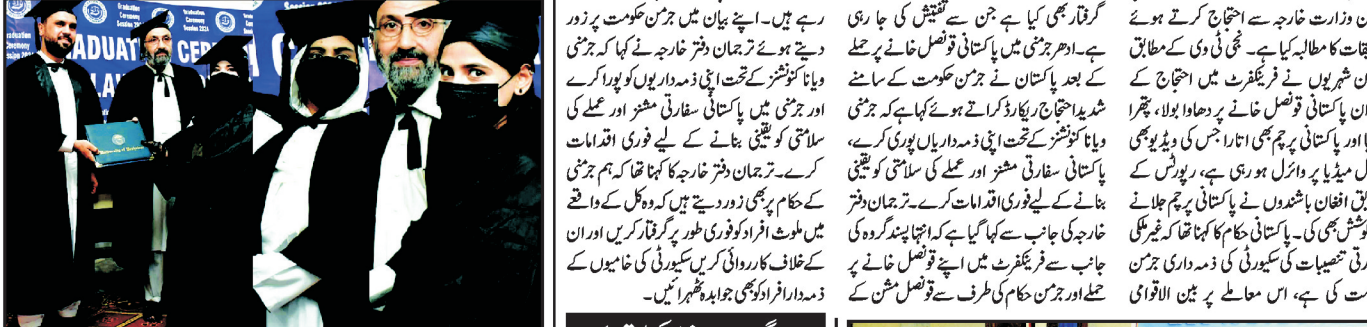 وزارت خارجہ سے احتجاج کرتے ہوئے
کا مطالبہ کیا ہے۔ نجی ٹی وی کے مطابق
شہریوں نے فرینکفرٹ میں احتجاج کے
پاکستانی قونصل خانے پر دھاوا بولا، پتھرا
اور پاکستانی پرچم بھی اتارا جس کی ویڈیو بھی
میڈیا پر وائرل ہو رہی ہے، رپورٹس کے
افغان باشندوں نے پاکستانی پرچم جلانے
بھی کی۔ پاکستانی حکام کا کہنا تھا کہ غیر ملکی
تنصیبات کی سکیورٹی کی ذمہ داری جرمن
کی ہے، اس معاملے پر بین الاقوامی
گرفتار بھی کیا ہے جن سے تفتیش کی جا رہی
ہے۔ ادھر جرمنی میں پاکستانی قونصل خانے پر حملے
کے بعد پاکستان نے جرمن حکومت کے سامنے
شدید احتجاج ریکارڈ کراتے ہوئے کہا ہے کہ جرمنی
ویانا کنونشنز کے تحت اپنی ذمہ داریاں پوری کرے،
پاکستانی سفارتی مشنز اور عملے کی سلامتی کو یقینی
بنانے کے لیے فوری اقدامات کرے۔ ترجمان دفتر
خارجہ کی جانب سے کہا گیا ہے کہ انتہا پسند گروہ کی
جانب سے فرینکفرٹ میں اپنے قونصل خانے پر
حملے اور جرمن حکام کی طرف سے قونصل مشن کے
رہے ہیں۔ اپنے بیان میں جرمن حکومت پر زور
دیتے ہوئے ترجمان دفتر خارجہ نے کہا کہ جرمنی
ویانا کنونشنز کے تحت اپنی ذمہ داریوں کو پورا کرے
اور جرمنی میں پاکستانی سفارتی مشنز اور عملے کی
سلامتی کو یقینی بنانے کے لیے فوری اقدامات
کرے۔ ترجمان دفتر خارجہ کا کہنا تھا کہ ہم جرمنی
کے حکام پر بھی زور دیتے ہیں کہ وہ کل کے واقعے
میں ملوث افراد کو فوری طور پر گرفتار کریں اور ان
کے خلاف کارروائی کریں سکیورٹی کی خامیوں کے
ذمہ دار افراد کو بھی جوابدہ ٹھہرائیں۔
Graduation
Ceremony
Session 2024